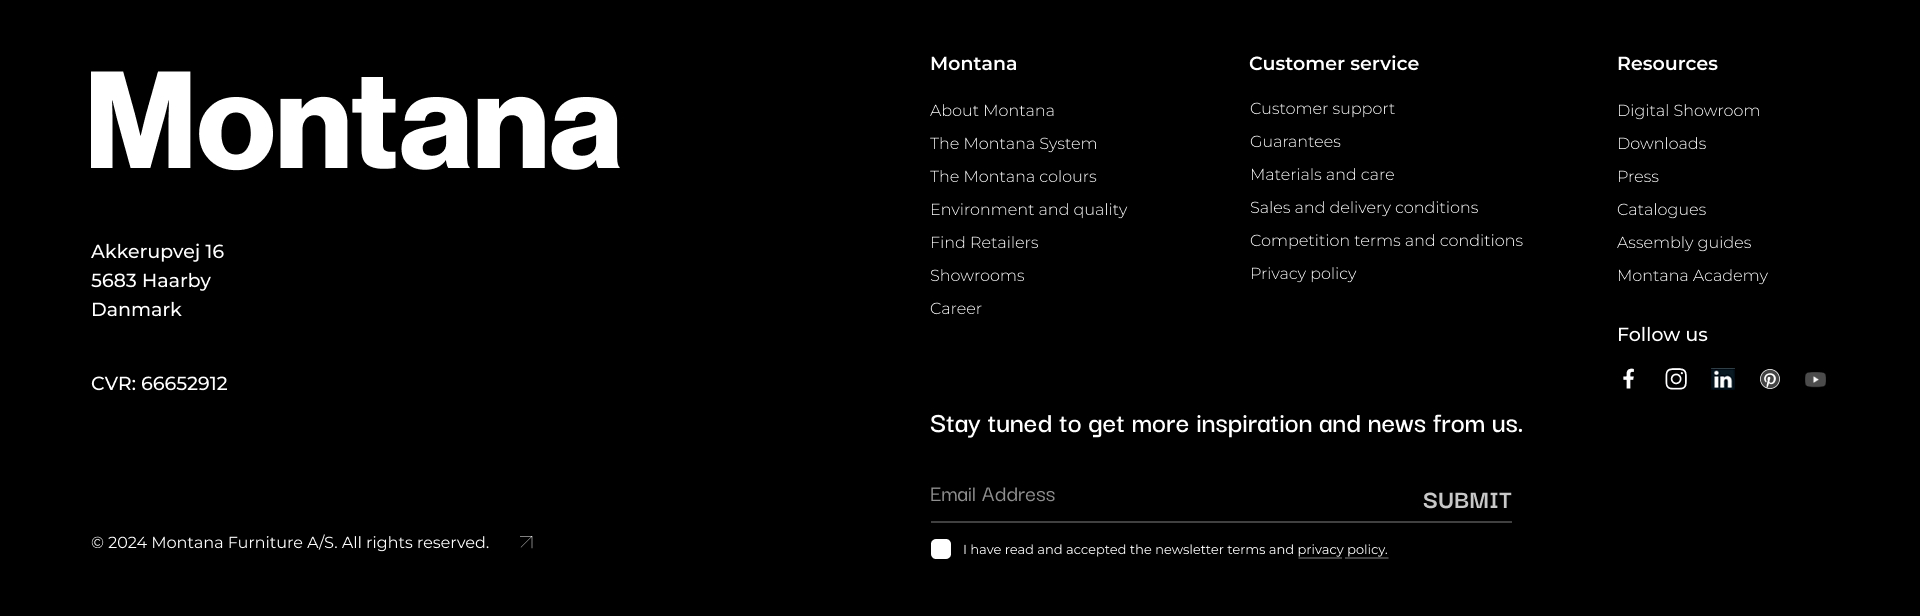 Montana
Akkerupvej 16
5683 Haarby
Danmark
CVR: 66652912
© 2024 Montana Furniture A/S. All rights reserved.
Montana
About Montana
The Montana System
The Montana colours
Environment and quality
Find Retailers
Showrooms
Career
Customer service
Customer support
Guarantees
Materials and care
Sales and delivery conditions
Competition terms and conditions
Privacy policy
Resources
Digital Showroom
Downloads
Press
Catalogues
Assembly guides
Montana Academy
Follow us
in
Stay tuned to get more inspiration and news from us.
Email Address
SUBMIT
I have read and accepted the newsletter terms and privacy policy.